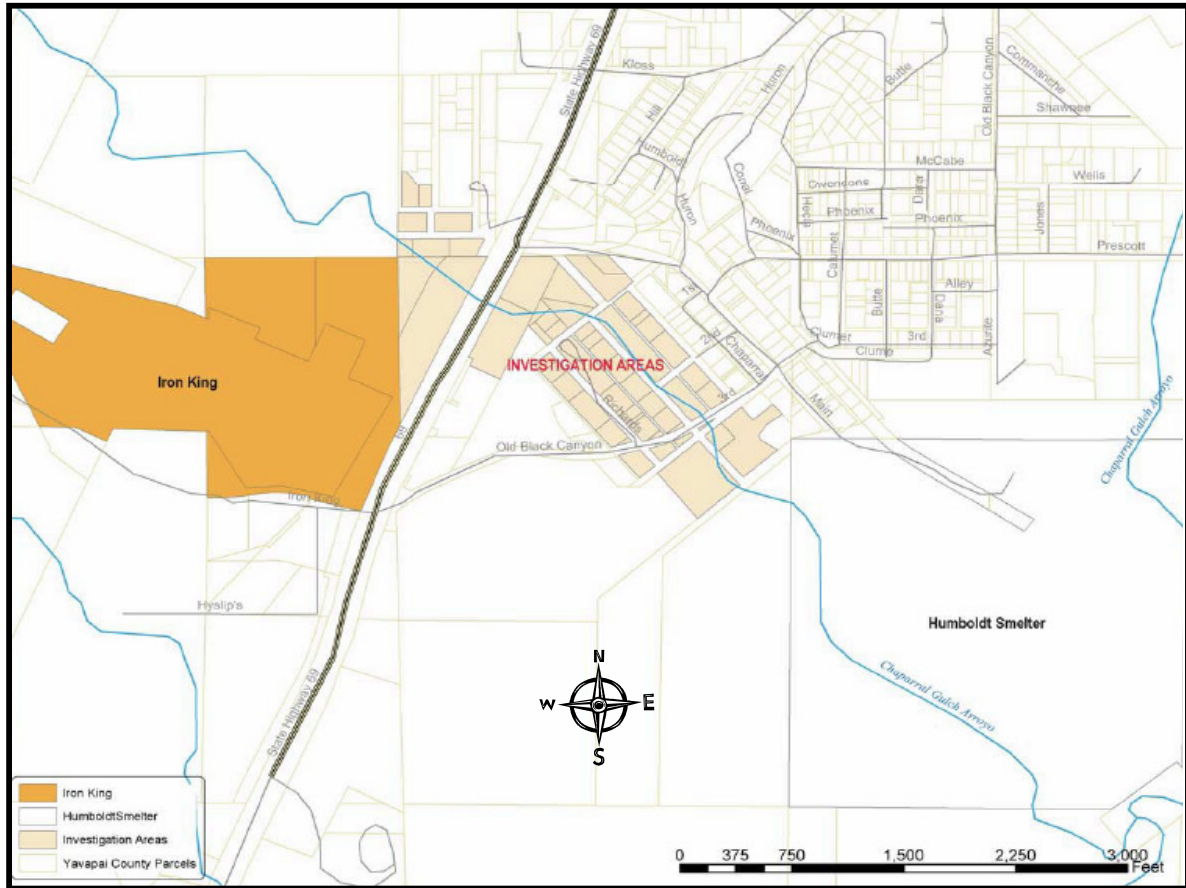 Kloss
State Highway 69
Huron
Butte
Old Black Canyon
Commanche
Shawnee
Hill
Humboldt
McCabe
Wells
Canal
Owensons
Dana
Hecla
Phoenix
Phoenix
Phoenix
Huron
Jones
Prescott
Calumet
Alley
1st
Butte
Dana
2nd
Chaparral
Clumet
3rd
Azurite
Clume
INVESTIGATION AREAS
Iron King
Richards
3rd
Main
69
Old Black Canyon
Chaparral Gulch Arroyo
Iron King
Hyslip's
Humboldt Smelter
State Highway 69
Chaparral Gulch Arroyo
N
W E
S
Iron King
HumboldtSmelter
Investigation Areas
Yavapai County Parcels
0 375 750 1,500 2,250 3,000
Feet